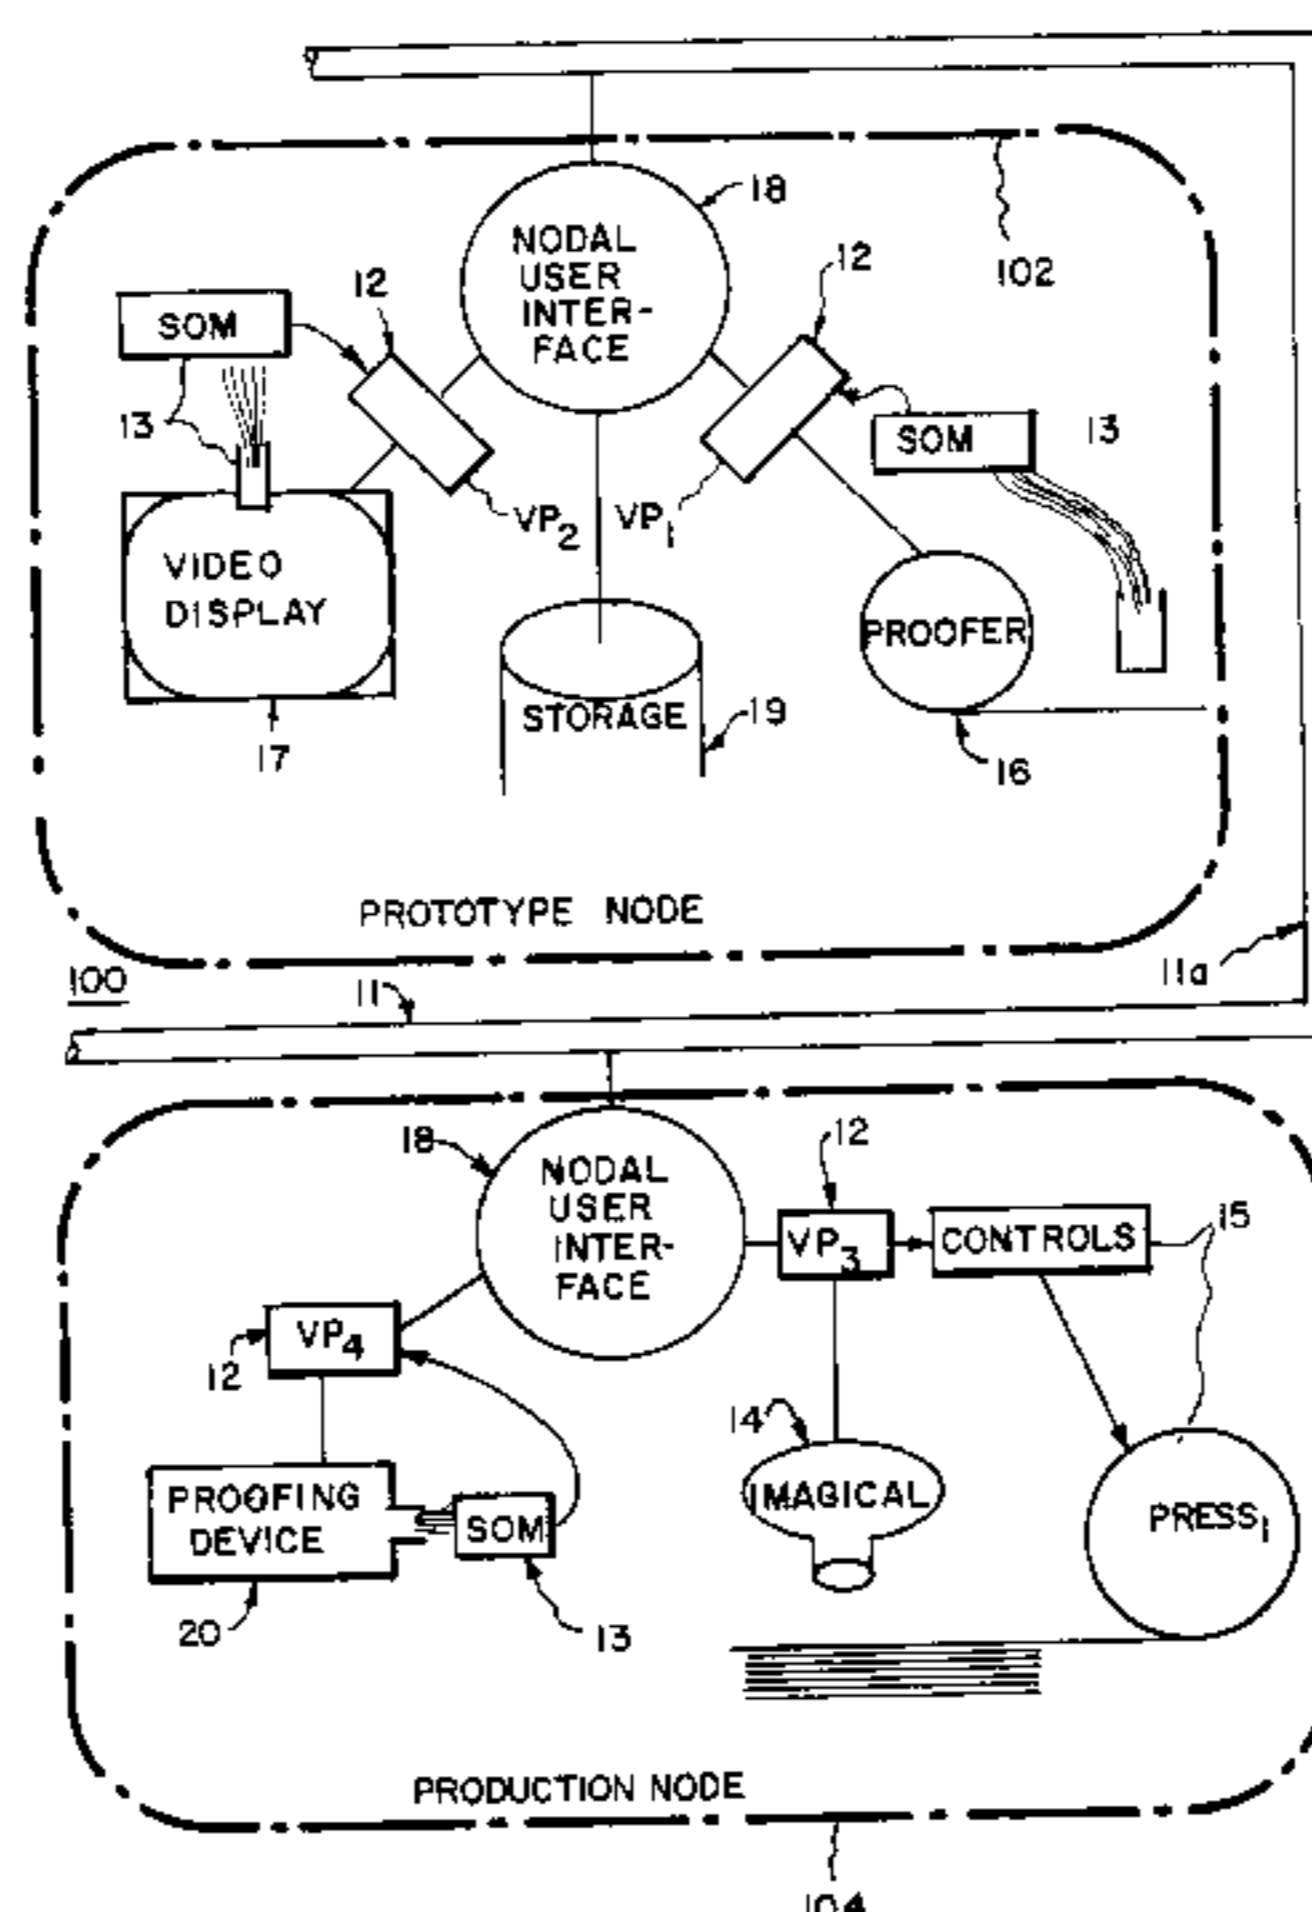 18
NODAL
USER
INTER-
FACE
12
102
12
SOM
13
SOM
13
VP2
VP1
VIDEO
DISPLAY
PROOFER
STORAGE
19
17
16
PROTOTYPE NODE
100
11
11a
18
NODAL
USER
INTER-
FACE
12
VP3
CONTROLS
15
VP4
12
14
IMAGICAL
PROOFING
DEVICE
SOM
PRESS1
20
13
PRODUCTION NODE
104